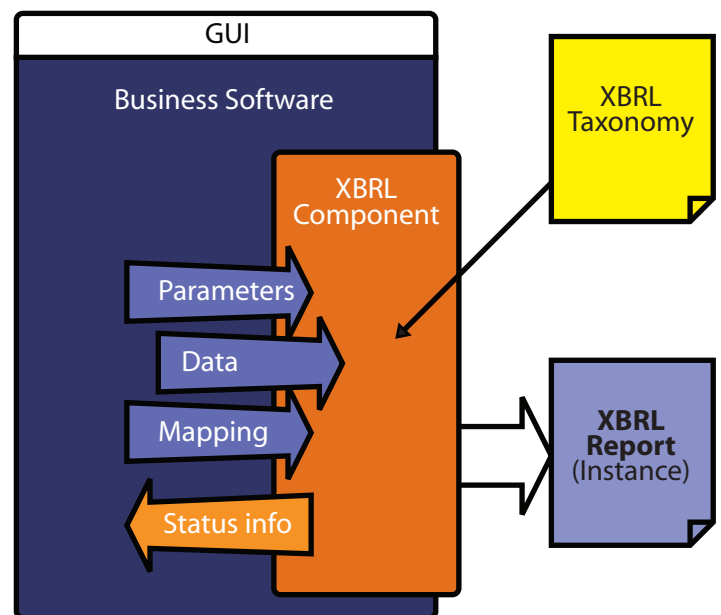 GUI
Business Software
XBRL
Taxonomy
XBRL
Component
Parameters
Data
Mapping
Status info
XBRL
Report
(Instance)